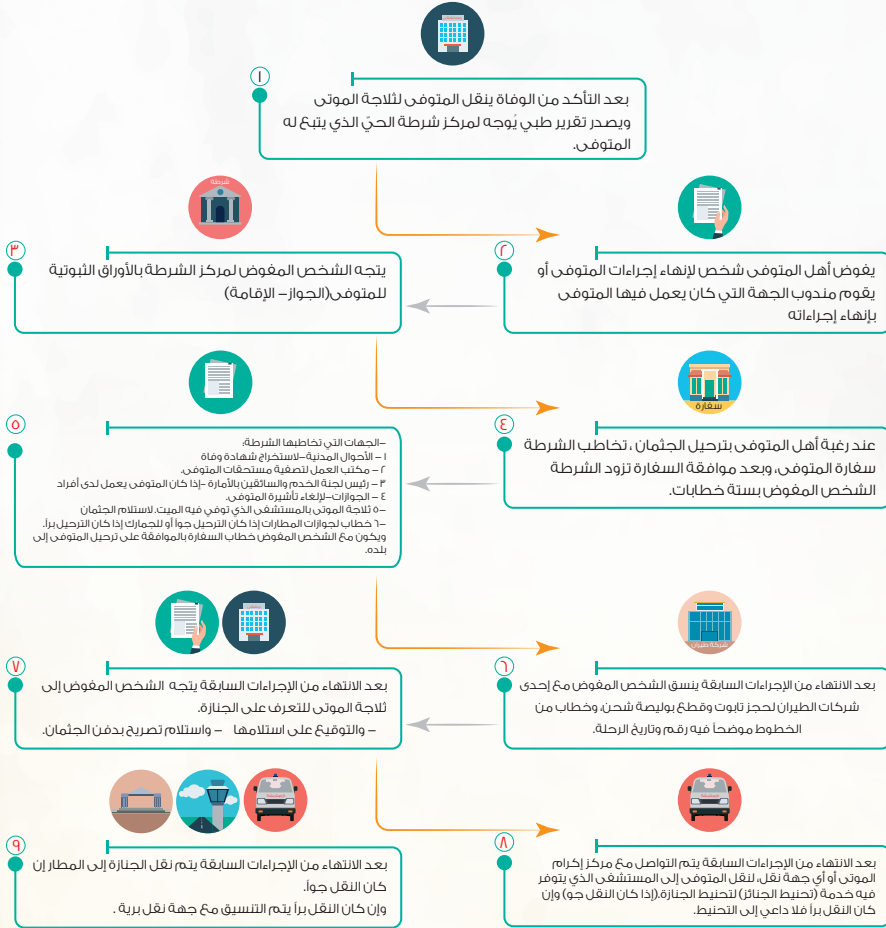 ١
بعد التأكد من الوفاة ينقل المتوفى لثلاجة الموتى
ويصدر تقرير طبي يُوجه لمركز شرطة الحيّ الذي يتبع له
المتوفى.
٢
يفوض أهل المتوفى شخص لإنهاء إجراءات المتوفى أو
يقوم مندوب الجهة التي كان يعمل فيها المتوفى
بإنهاء إجراءاته
شرطة
٣
يتجه الشخص المفوض لمركز الشرطة بالأوراق الثبوتية
للمتوفى(الجواز– الإقامة)
سفارة
٤
عند رغبة أهل المتوفى بترحيل الجثمان ، تخاطب الشرطة
سفارة المتوفى، وبعد موافقة السفارة تزود الشرطة
الشخص المفوض بستة خطابات.
٥
–الجهات التي تخاطبها الشرطة:
١ – الأحوال المدنية–لاستخراج شهادة وفاة
٢ – مكتب العمل لتصفية مستحقات المتوفى.
٣ – رئيس لجنة الخدم والسائقين بالأمارة –إذا كان المتوفى يعمل لدى أفراد
٤ – الجوازات–لإلغاء تأشيرة المتوفى.
–٥ ثلاجة الموتى بالمستشفى الذي توفي فيه الميت. لاستلام الجثمان
–٦ خطاب لجوازات المطارات إذا كان الترحيل جواً أو للجمارك إذا كان الترحيل براً.
ويكون مع الشخص المفوض خطاب السفارة بالموافقة على ترحيل المتوفى إلى
بلده.
شركة طيران
٦
بعد الانتهاء من الإجراءات السابقة ينسق الشخص المفوض مع إحدى
شركات الطيران لحجز تابوت وقطع بوليصة شحن، وخطاب من
الخطوط موضحاً فيه رقم وتاريخ الرحلة.
٧
بعد الانتهاء من الإجراءات السابقة يتجه الشخص المفوض إلى
ثلاجة الموتى للتعرف على الجنازة.
– والتوقيع على استلامها – واستلام تصريح بدفن الجثمان.
٨
بعد الانتهاء من الإجراءات السابقة يتم التواصل مع مركز إكرام
الموتى أو أي جهة نقل، لنقل المتوفى إلى المستشفى الذي يتوفر
فيه خدمة (تحنيط الجنائز) لتحنيط الجنازة.(إذا كان النقل جو) وإن
كان النقل براً فلا داعي إلى التحنيط.
٩
بعد الانتهاء من الإجراءات السابقة يتم نقل الجنازة إلى المطار إن
كان النقل جواً.
وإن كان النقل براً يتم التنسيق مع جهة نقل برية .